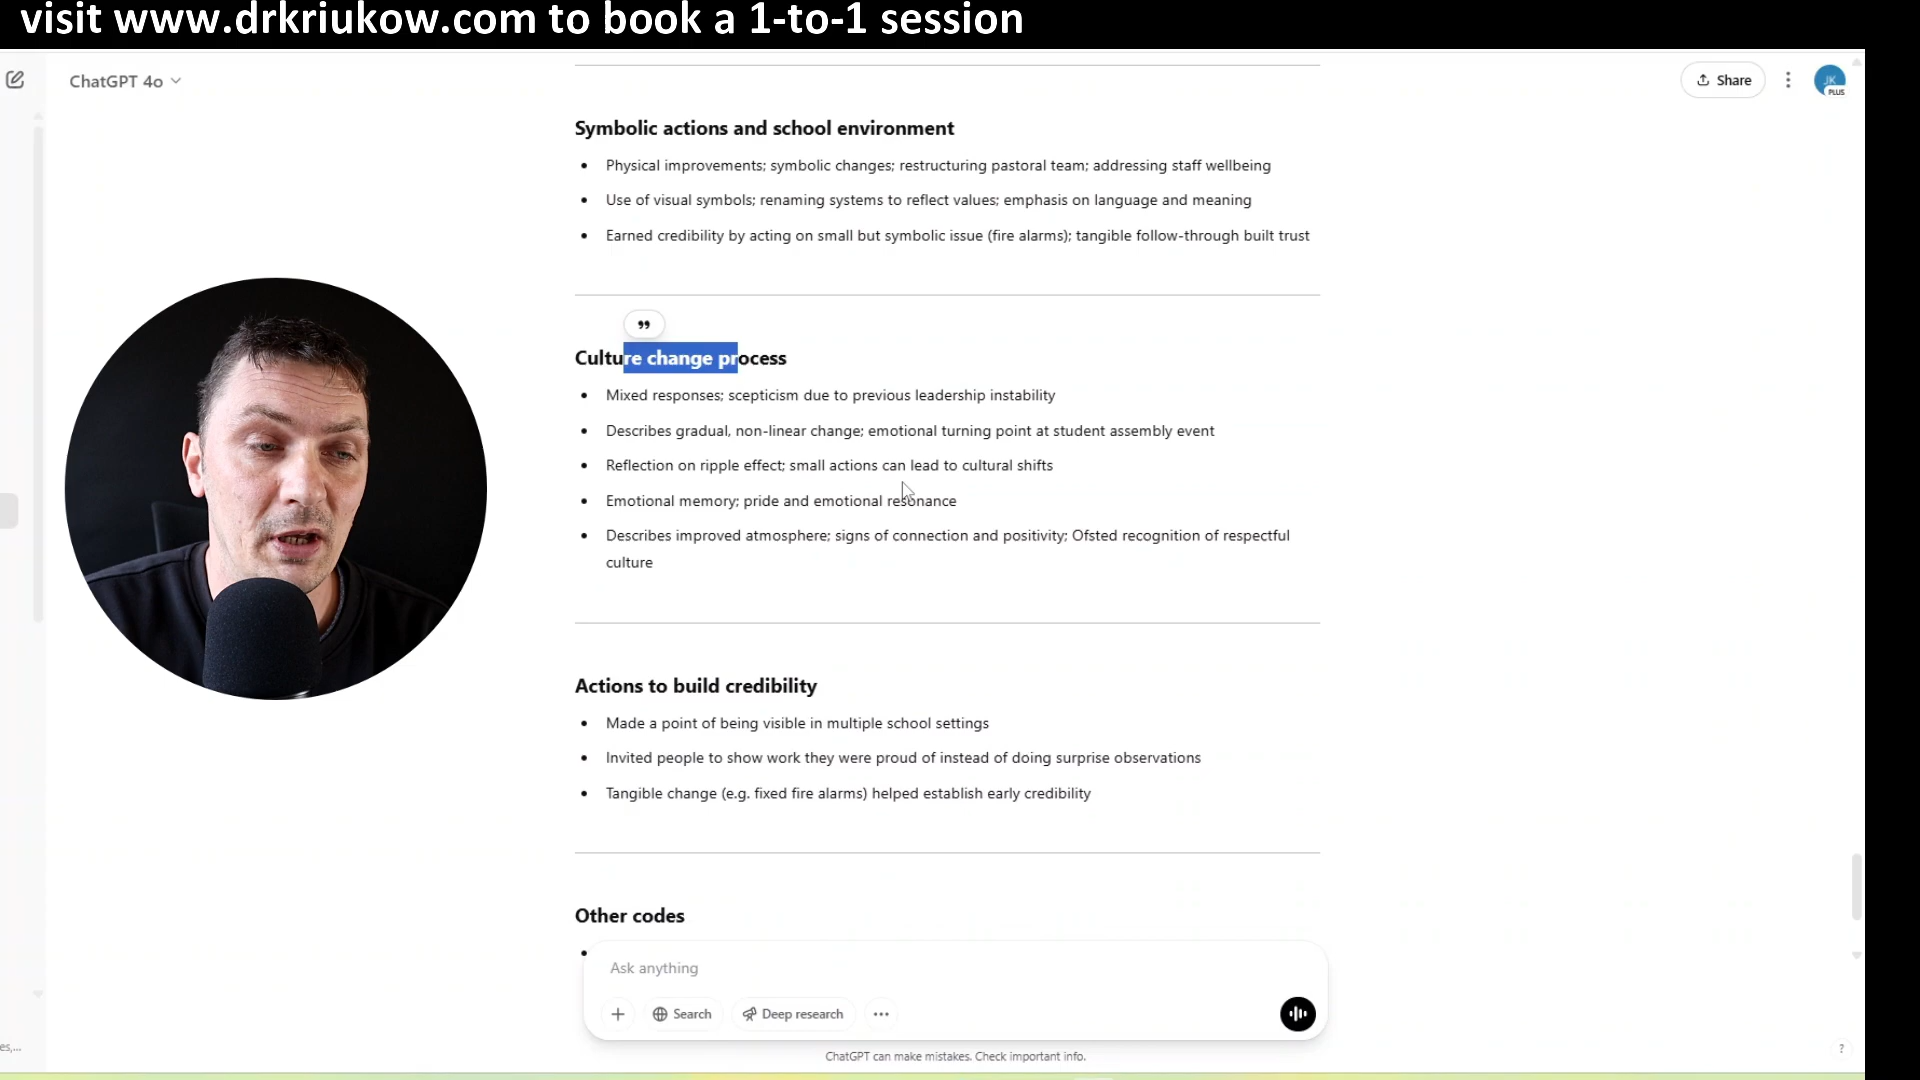 visit www.drkriukow.com to book a 1-to-1 session
ChatGPT 4o
Share
JK
PLUS
Symbolic actions and school environment
Physical improvements; symbolic changes; restructuring pastoral team; addressing staff wellbeing
Use of visual symbols; renaming systems to reflect values; emphasis on language and meaning
Earned credibility by acting on small but symbolic issue (fire alarms); tangible follow-through built trust
Culture change process
Mixed responses; scepticism due to previous leadership instability
Describes gradual, non-linear change; emotional turning point at student assembly event
Reflection on ripple effect; small actions can lead to cultural shifts
Emotional memory; pride and emotional resonance
Describes improved atmosphere; signs of connection and positivity; Ofsted recognition of respectful
culture
Actions to build credibility
Made a point of being visible in multiple school settings
Invited people to show work they were proud of instead of doing surprise observations
Tangible change (e.g. fixed fire alarms) helped establish early credibility
Other codes
Ask anything
Search
Deep research
es,...
ChatGPT can make mistakes. Check important info.
?